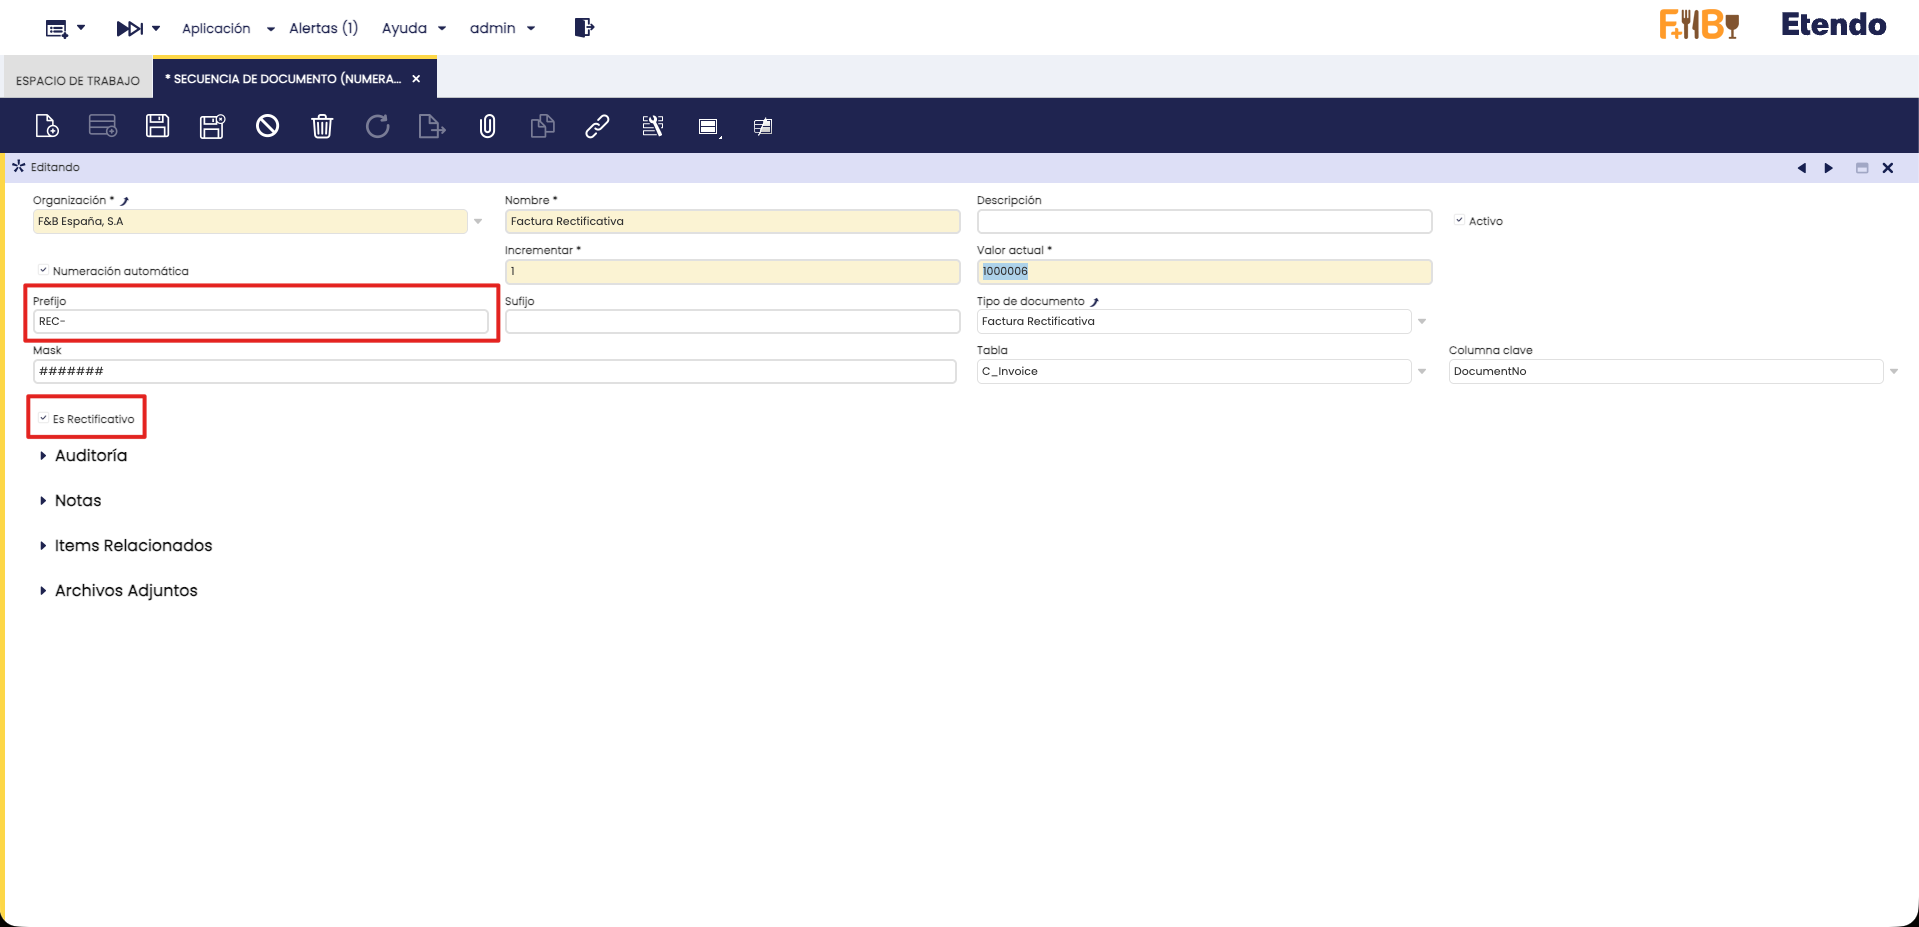 Aplicación
Alertas (1)
Ayuda
admin
F+B
Etendo
ESPACIO DE TRABAJO
* SECUENCIA DE DOCUMENTO (NUMERA...
Editando
Organización *
Nombre *
Descripción
F&B España, S.A
Factura Rectificativa
Activo
Incrementar *
Valor actual *
Numeración automática
1
1000006
Prefijo
Sufijo
Tipo de documento
REC-
Factura Rectificativa
Mask
Tabla
Columna clave
#######
C_Invoice
DocumentNo
Es Rectificativo
Auditoría
Notas
Items Relacionados
Archivos Adjuntos